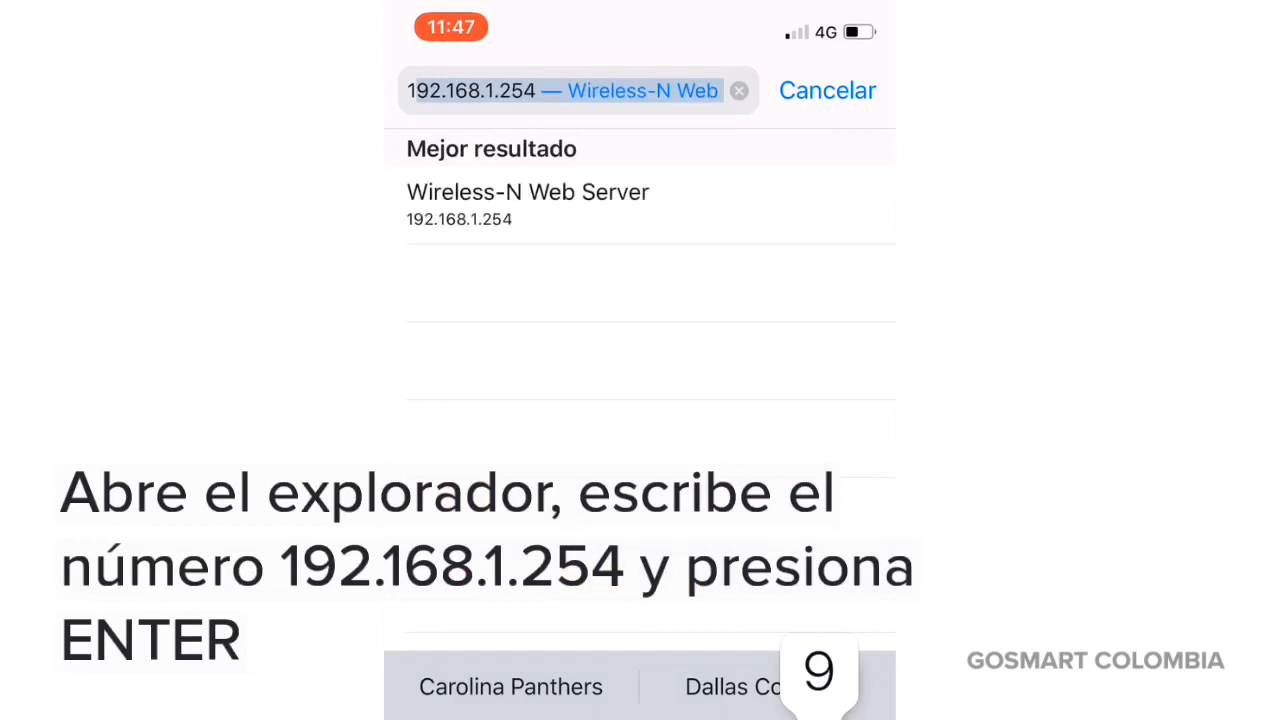 11:47
4G
192.168.1.254 — Wireless-N Web
Cancelar
Mejor resultado
Wireless-N Web Server
192.168.1.254
Abre el explorador, escribe el
número 192.168.1.254 y presiona
ENTER
GOSMART COLOMBIA
9
Carolina Panthers
Dallas Co